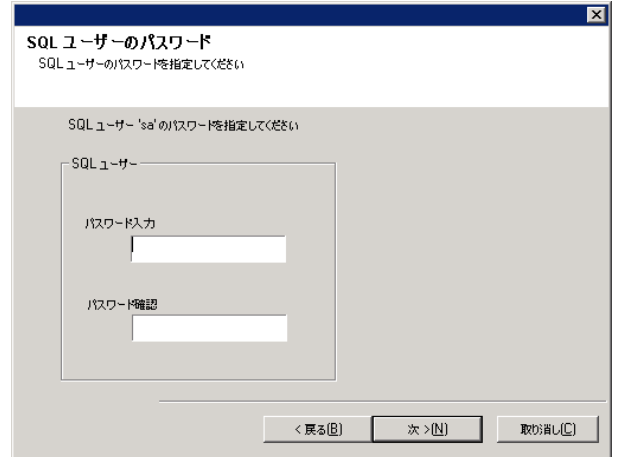 SQL ユーザーのパスワード
SQL ユーザーのパスワードを指定してください
SQL ユーザー 'sa' のパスワードを指定してください
SQL ユーザー
パスワード入力
パスワード確認
< 戻る(B)
次 >(N)
取り消し(C)